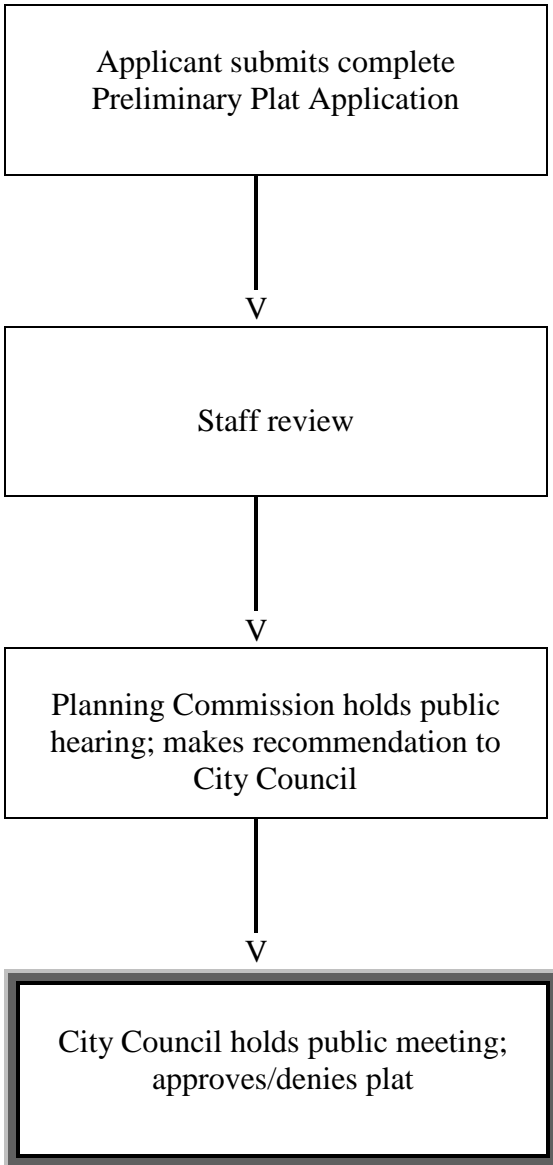 Applicant submits complete
Preliminary Plat Application
V
Staff review
V
Planning Commission holds public
hearing; makes recommendation to
City Council
V
City Council holds public meeting;
approves/denies plat